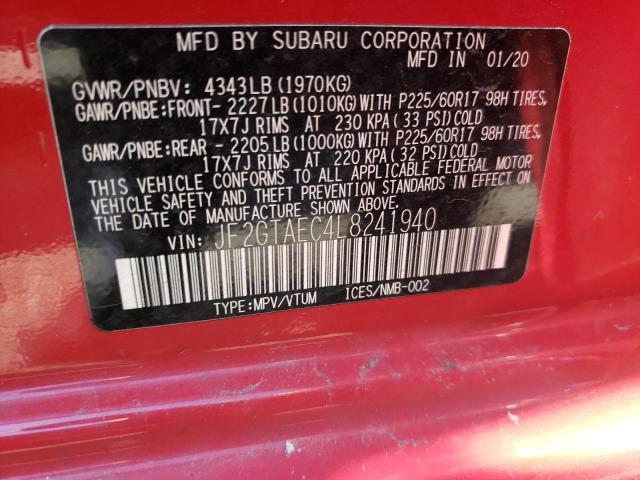 MFD BY SUBARU CORPORATION
MFD IN 01/20
GVWR/PNBV: 4343LB (1970KG)
GAWR/PNBE:FRONT- 2227LB (1010KG) WITH P225/60R17 98H TIRES,
17X7J RIMS AT 230 KPA (33 PSI) COLD
GAWR/PNBE:REAR - 2205LB (1000KG) WITH P225/60R17 98H TIRES,
17X7J RIMS AT 220 KPA (32 PSI) COLD
THIS VEHICLE CONFORMS TO ALL APPLICABLE FEDERAL MOTOR
VEHICLE SAFETY AND THEFT PREVENTION STANDARDS IN EFFECT ON
THE DATE OF MANUFACTURE SHOWN ABOVE.
VIN: JF2GTAEC4L8241940
TYPE:MPV/VTUM ICES/NMB-002